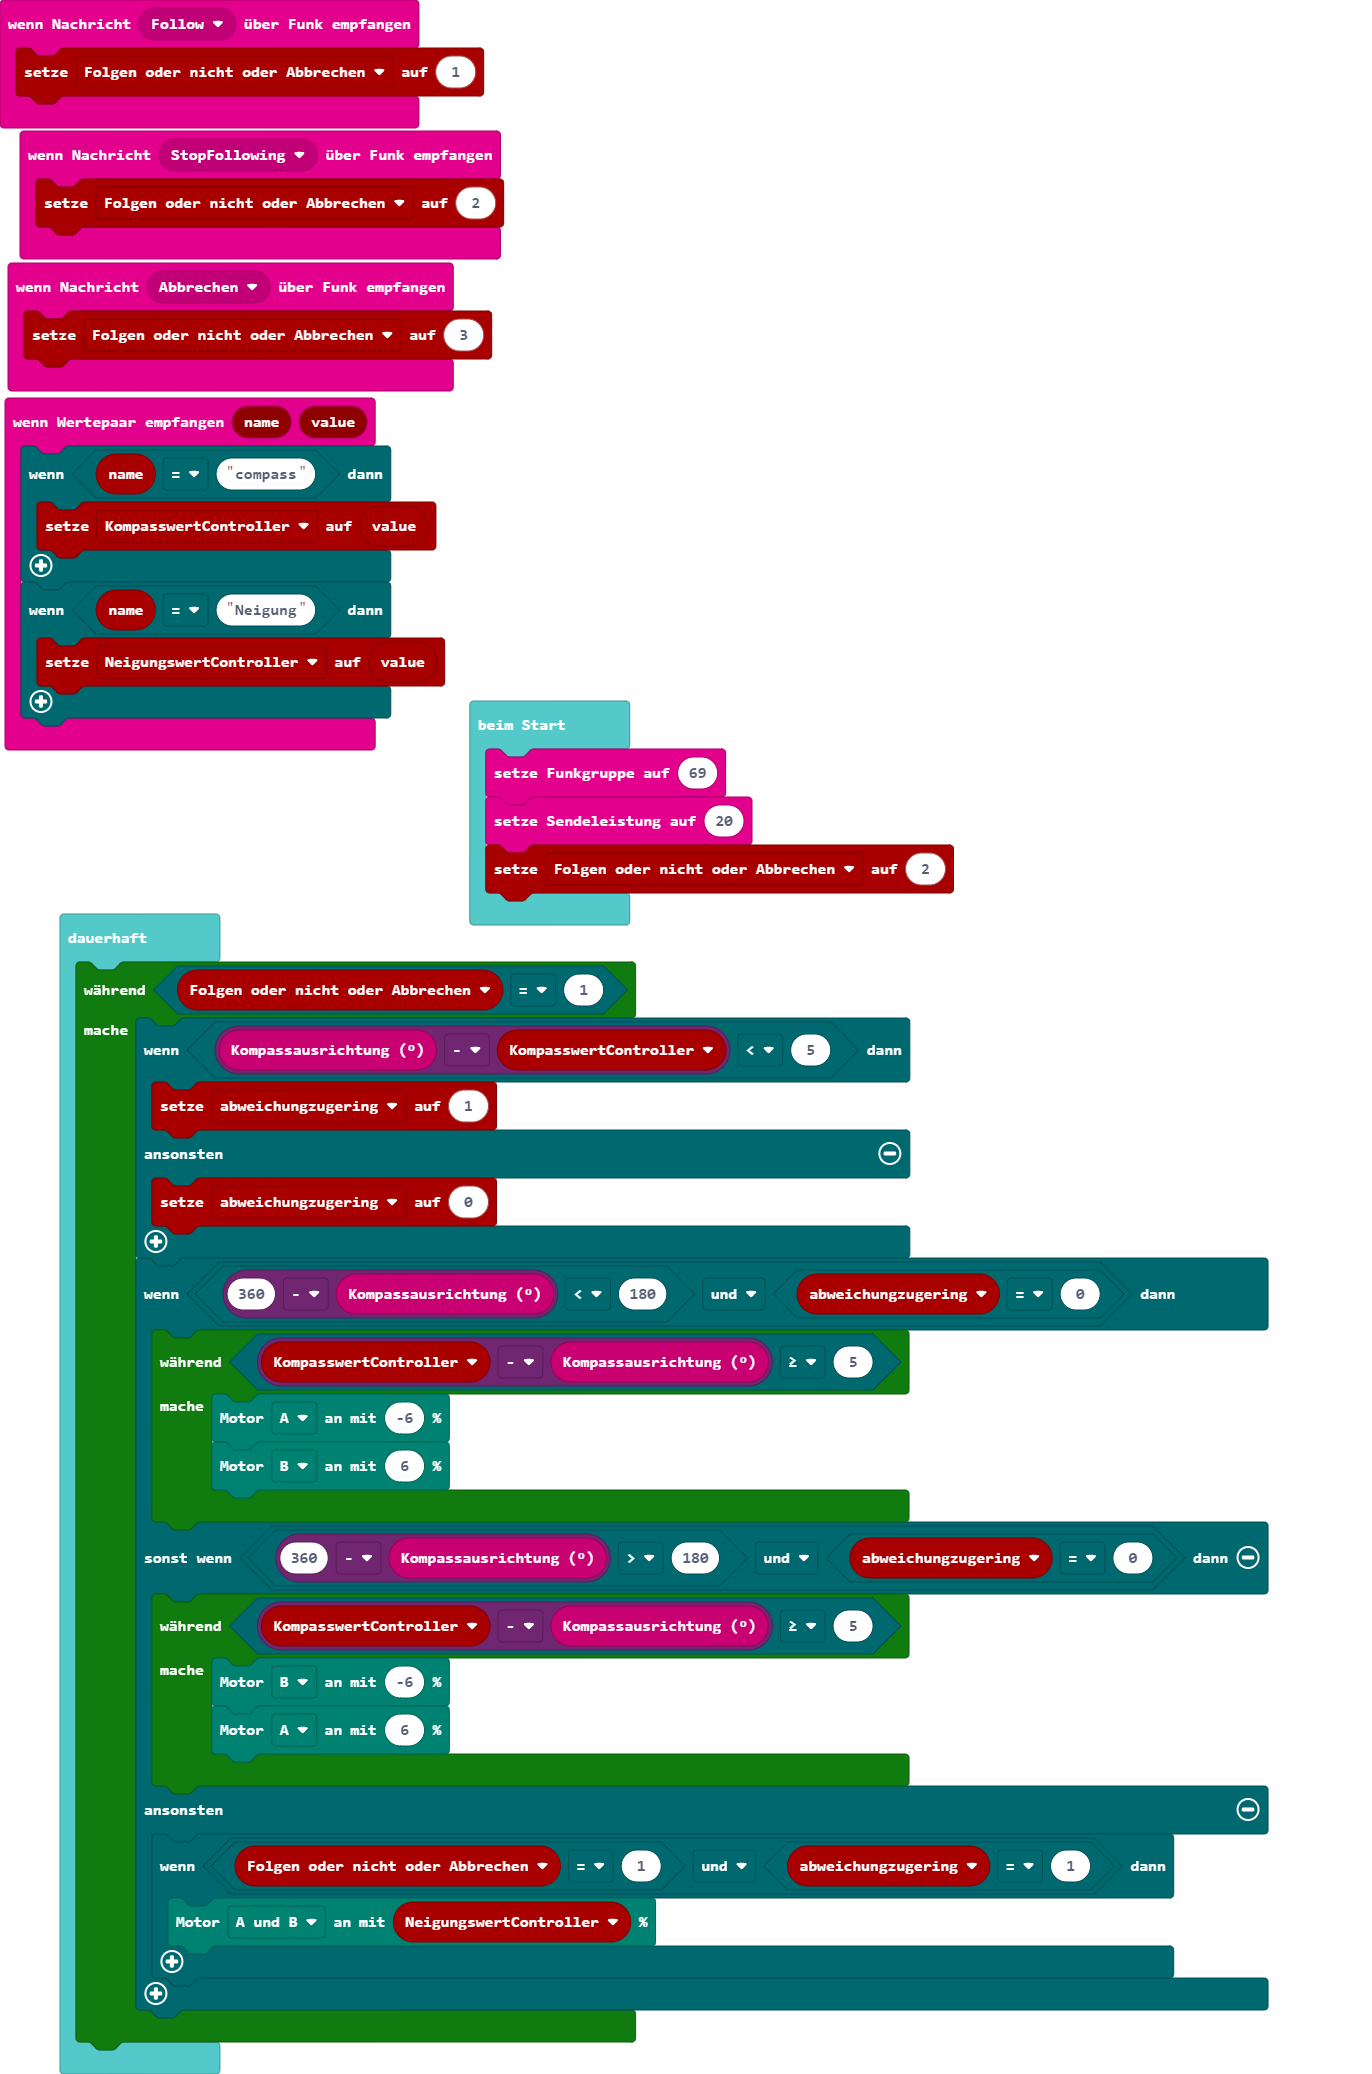 wenn Nachricht Follow über Funk empfangen
setze Folgen oder nicht oder Abbrechen auf 1
wenn Nachricht StopFollowing über Funk empfangen
setze Folgen oder nicht oder Abbrechen auf 2
wenn Nachricht Abbrechen über Funk empfangen
setze Folgen oder nicht oder Abbrechen auf 3
wenn Wertepaar empfangen name value
wenn name = "compass" dann
setze KompasswertController auf value
wenn name = "Neigung" dann
setze NeigungswertController auf value
beim Start
setze Funkgruppe auf 69
setze Sendeleistung auf 20
setze Folgen oder nicht oder Abbrechen auf 2
dauerhaft
während Folgen oder nicht oder Abbrechen = 1
mache
wenn Kompassausrichtung (º) - KompasswertController < 5 dann
setze abweichungzugering auf 1
ansonsten
setze abweichungzugering auf 0
wenn 360 - Kompassausrichtung (º) < 180 und abweichungzugering = 0 dann
während KompasswertController - Kompassausrichtung (º) ≥ 5
mache
Motor A an mit -6 %
Motor B an mit 6 %
sonst wenn 360 - Kompassausrichtung (º) > 180 und abweichungzugering = 0 dann
während KompasswertController - Kompassausrichtung (º) ≥ 5
mache
Motor B an mit -6 %
Motor A an mit 6 %
ansonsten
wenn Folgen oder nicht oder Abbrechen = 1 und abweichungzugering = 1 dann
Motor A und B an mit NeigungswertController %